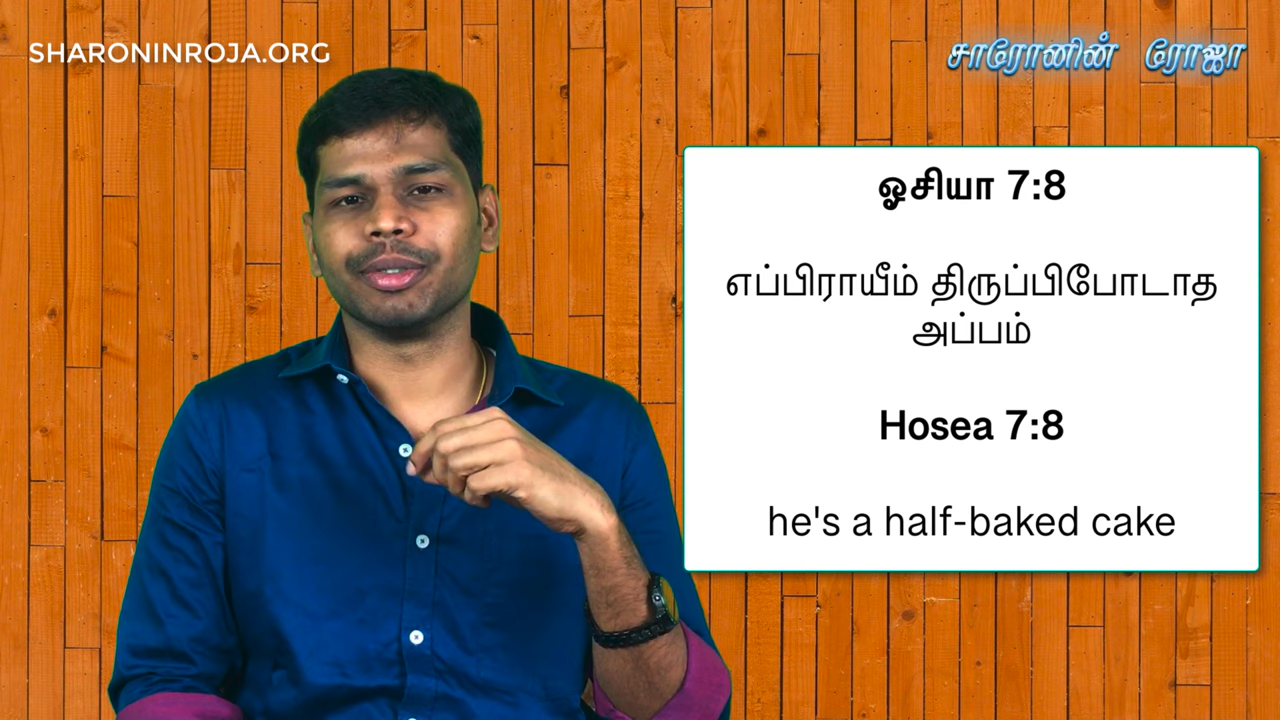 SHARONINROJA.ORG
சாரோனின் ரோஜா
ஓசியா 7:8
எப்பிராயீம் திருப்பிபோடாத
அப்பம்
Hosea 7:8
he's a half-baked cake